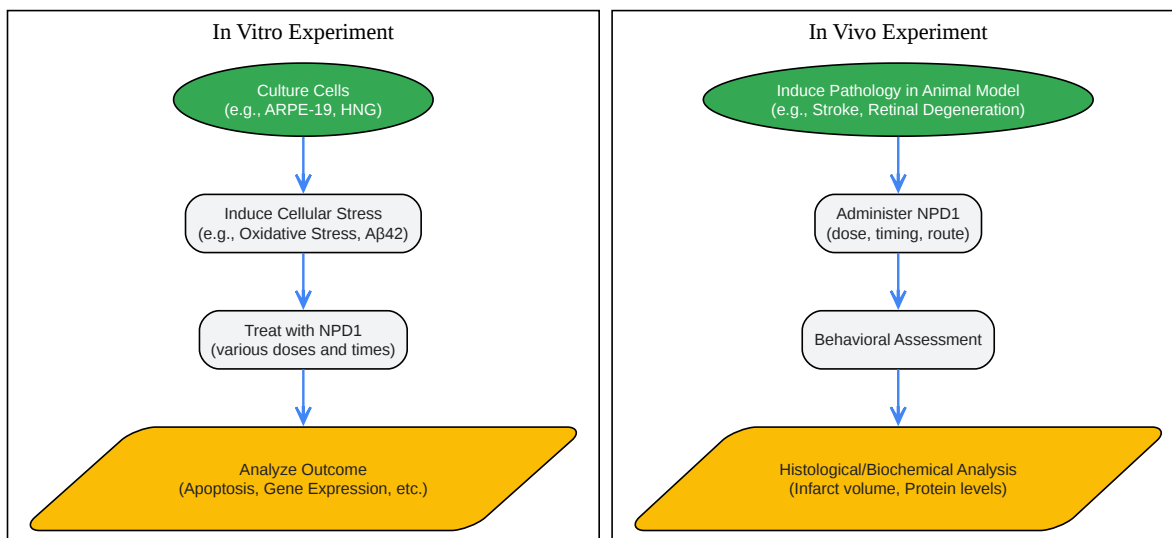 In Vitro Experiment
Culture Cells
(e.g., ARPE-19, HNG)
Induce Cellular Stress
(e.g., Oxidative Stress, Aβ42)
Treat with NPD1
(various doses and times)
Analyze Outcome
(Apoptosis, Gene Expression, etc.)
In Vivo Experiment
Induce Pathology in Animal Model
(e.g., Stroke, Retinal Degeneration)
Administer NPD1
(dose, timing, route)
Behavioral Assessment
Histological/Biochemical Analysis
(Infarct volume, Protein levels)